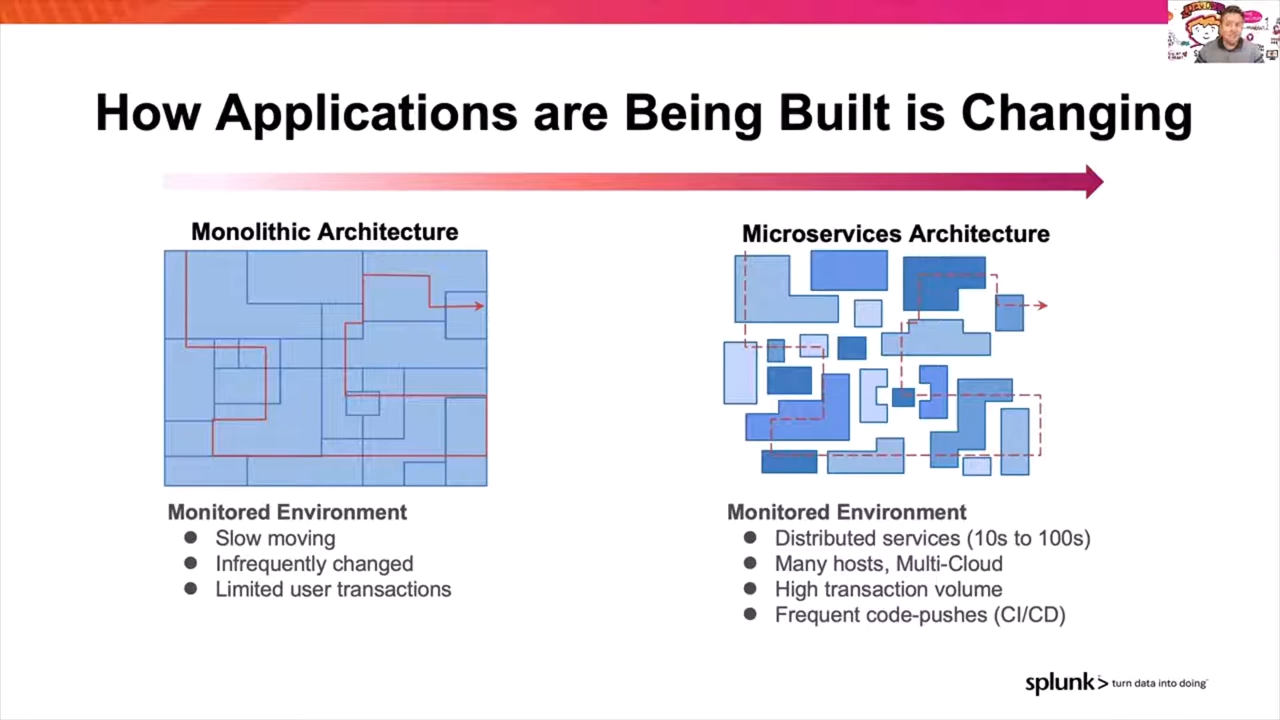 How Applications are Being Built is Changing
Monolithic Architecture
Monitored Environment
Slow moving
Infrequently changed
Limited user transactions
Microservices Architecture
Monitored Environment
Distributed services (10s to 100s)
Many hosts, Multi-Cloud
High transaction volume
Frequent code-pushes (CI/CD)
splunk> turn data into doing